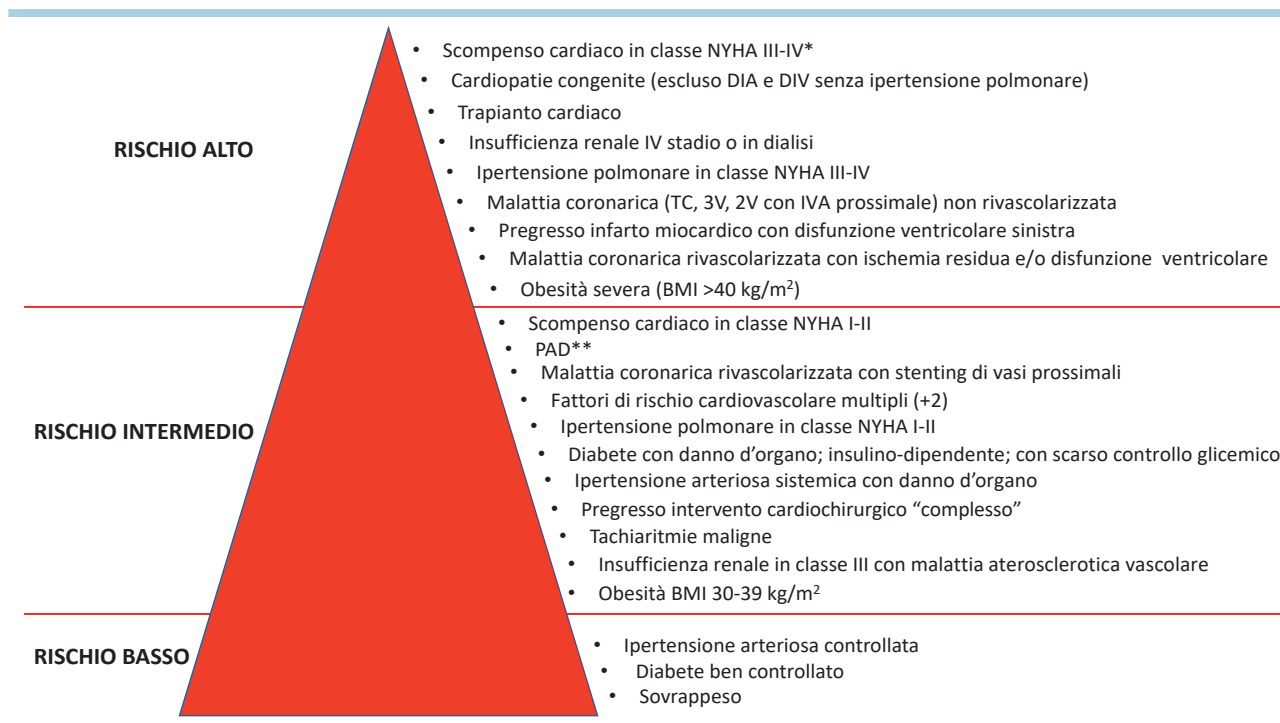 • Scompenso cardiaco in classe NYHA III-IV*
• Cardiopatie congenite (escluso DIA e DIV senza ipertensione polmonare)
• Trapianto cardiaco
RISCHIO ALTO
• Insufficienza renale IV stadio o in dialisi
• Ipertensione polmonare in classe NYHA III-IV
• Malattia coronarica (TC, 3V, 2V con IVA prossimale) non rivascolarizzata
• Pregresso infarto miocardico con disfunzione ventricolare sinistra
• Malattia coronarica rivascolarizzata con ischemia residua e/o disfunzione ventricolare
• Obesità severa (BMI >40 kg/m²)
• Scompenso cardiaco in classe NYHA I-II
• PAD**
• Malattia coronarica rivascolarizzata con stenting di vasi prossimali
• Fattori di rischio cardiovascolare multipli (+2)
RISCHIO INTERMEDIO
• Ipertensione polmonare in classe NYHA I-II
• Diabete con danno d’organo; insulino-dipendente; con scarso controllo glicemico
• Ipertensione arteriosa sistemica con danno d’organo
• Pregresso intervento cardiochirurgico “complesso”
• Tachiaritmie maligne
• Insufficienza renale in classe III con malattia aterosclerotica vascolare
• Obesità BMI 30-39 kg/m²
RISCHIO BASSO
• Ipertensione arteriosa controllata
• Diabete ben controllato
• Sovrappeso